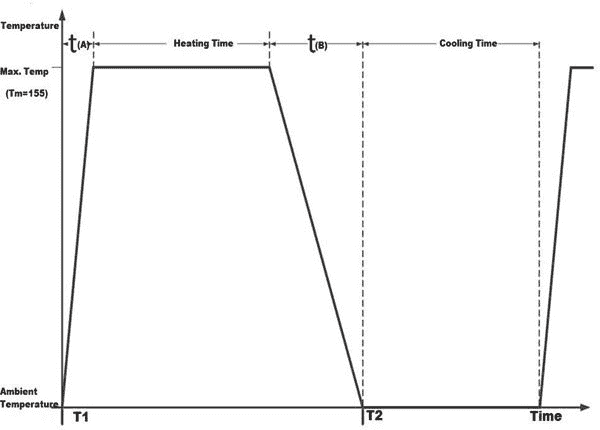 Temperature
t(A)
Heating Time
t(B)
Cooling Time
Max. Temp
(Tm=155)
Ambient
Temperature
T1
T2
Time